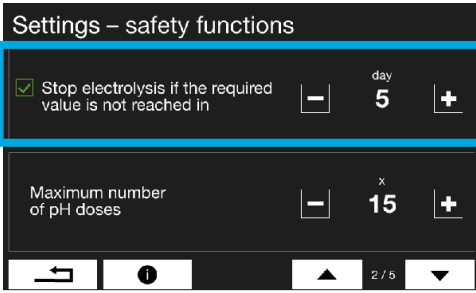 Settings – safety functions
day
Stop electrolysis if the required
value is not reached in
5
x
Maximum number
of pH doses
15
2/5